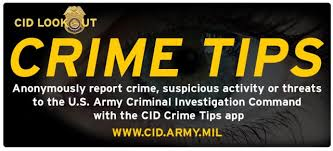 CID LOOKOUT
CRIME TIPS
Anonymously report crime, suspicious activity or threats
to the U.S. Army Criminal Investigation Command
with the CID Crime Tips app
WWW.CID.ARMY.MIL